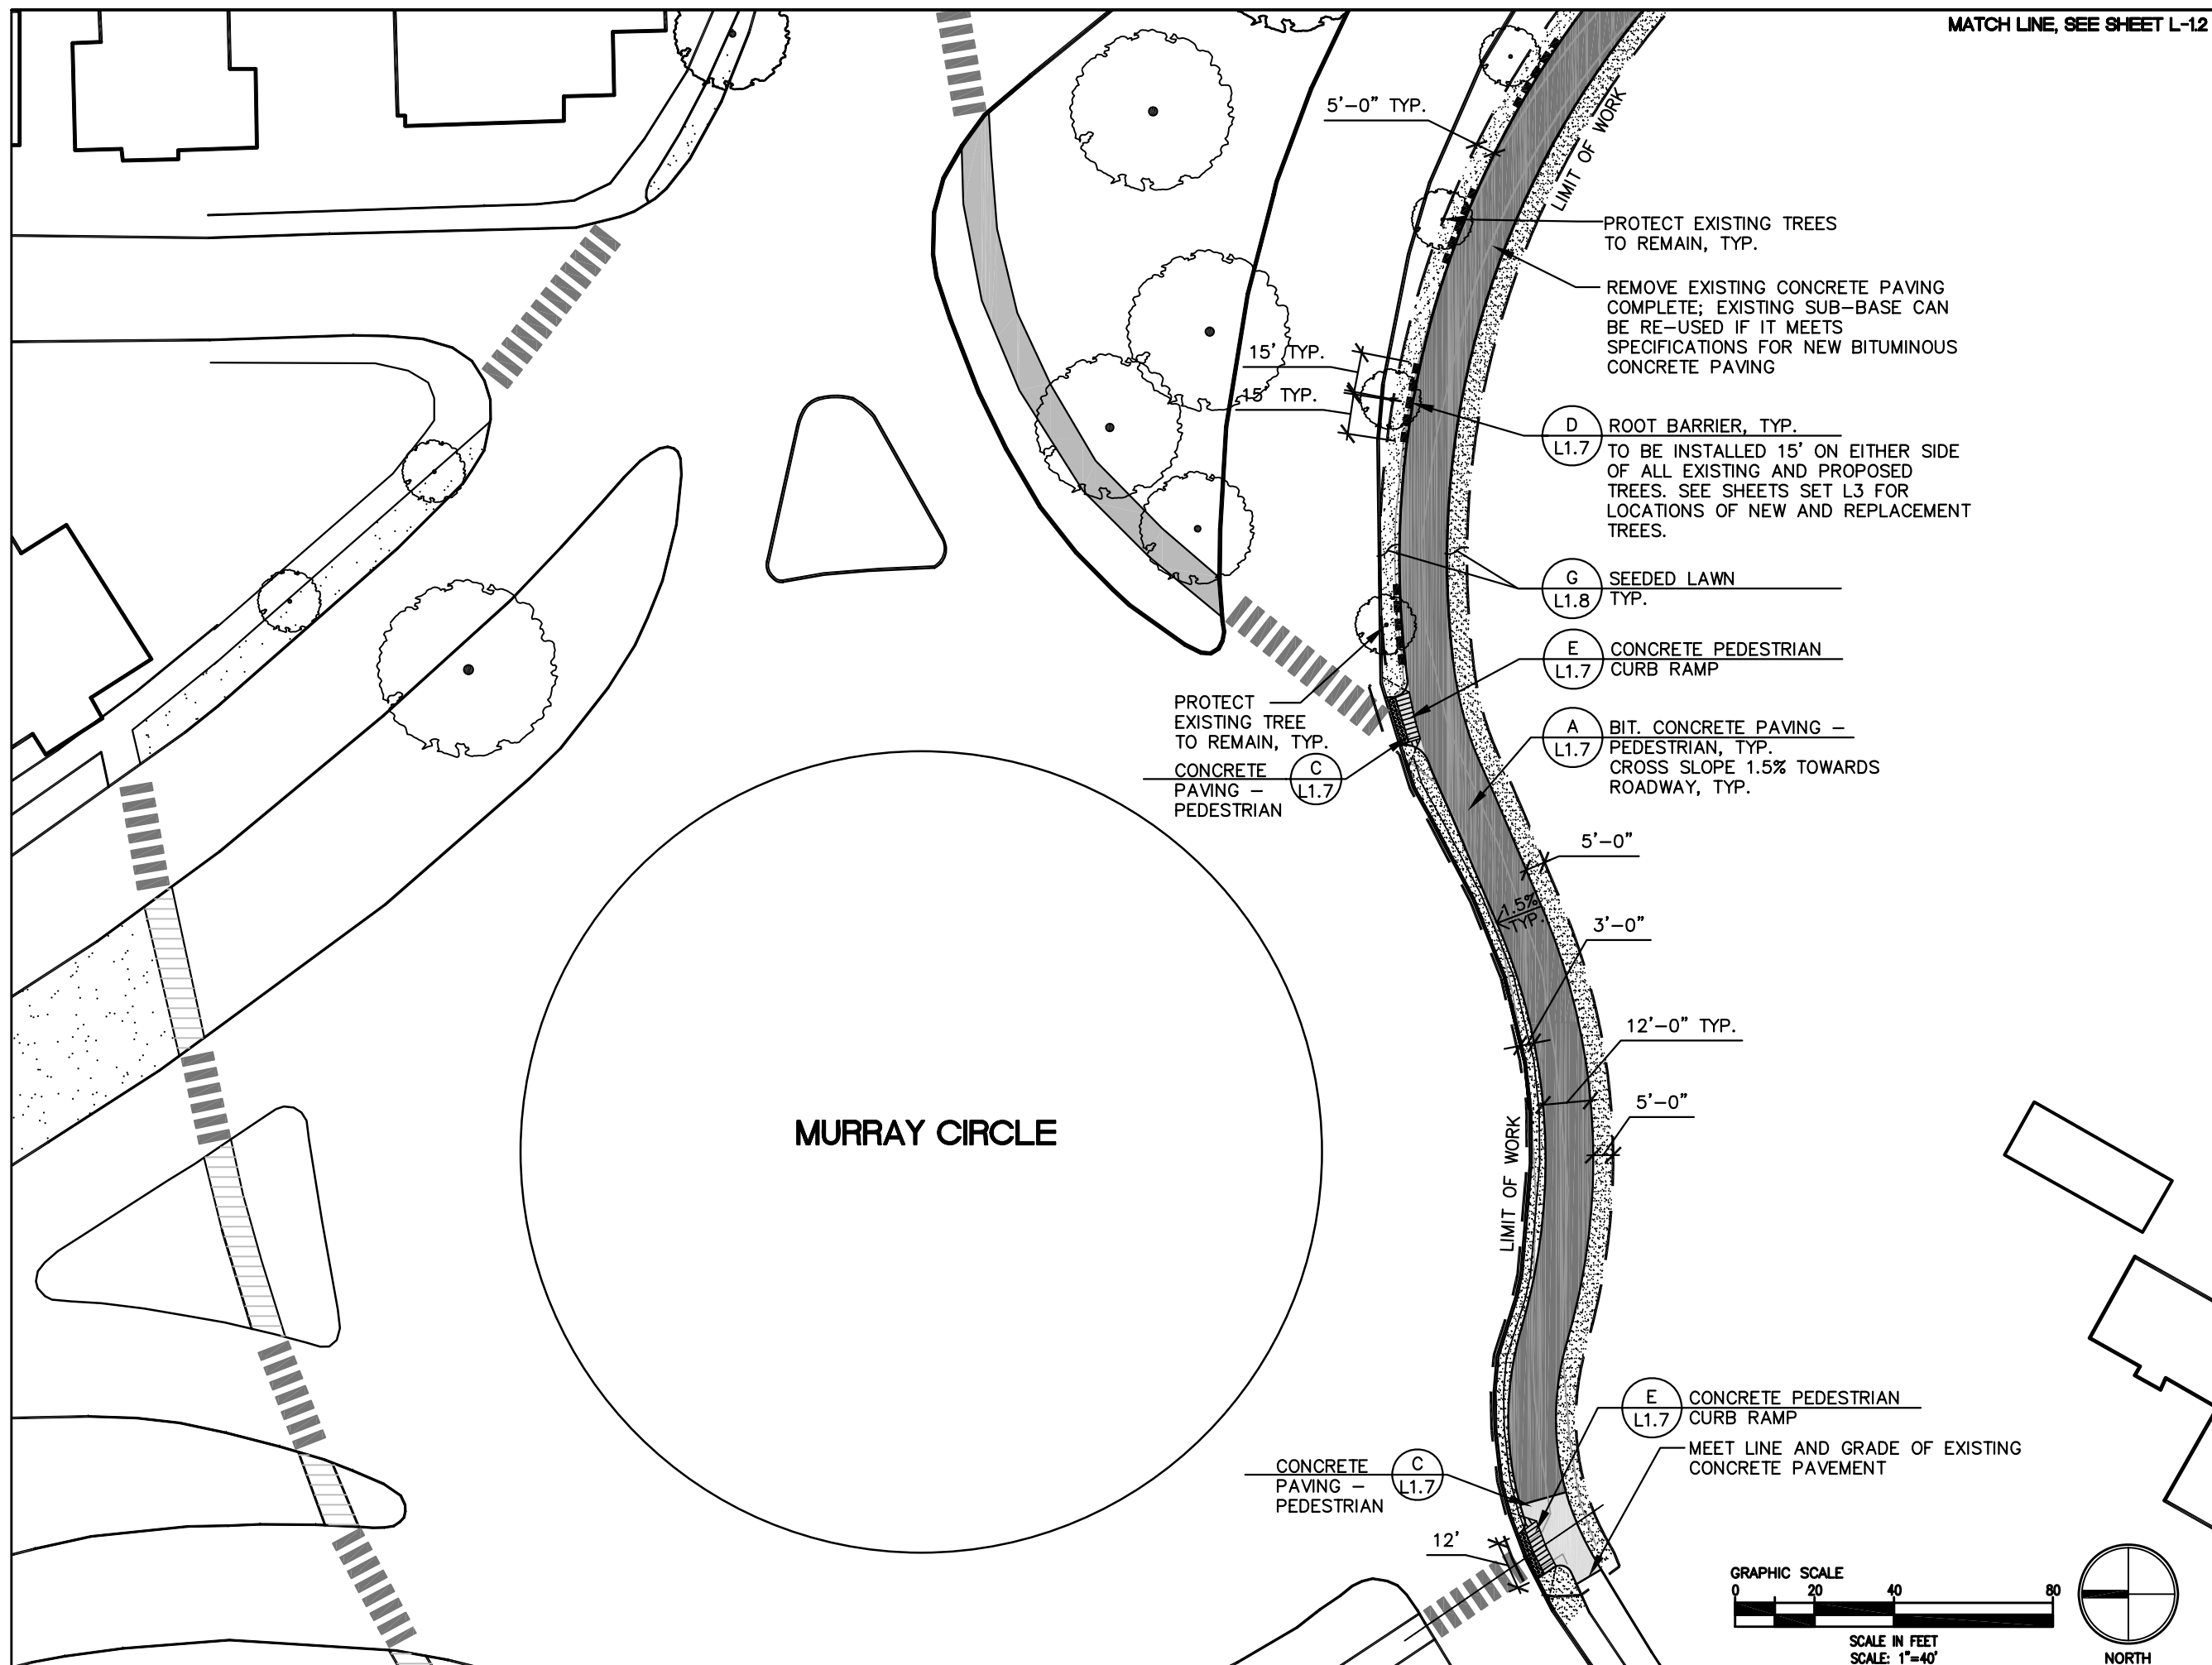 MATCH LINE, SEE SHEET L-1.2
5'-0" TYP.
LIMIT OF WORK
PROTECT EXISTING TREES
TO REMAIN, TYP.
REMOVE EXISTING CONCRETE PAVING
COMPLETE; EXISTING SUB-BASE CAN
BE RE-USED IF IT MEETS
SPECIFICATIONS FOR NEW BITUMINOUS
CONCRETE PAVING
15' TYP.
15' TYP.
D
L1.7
ROOT BARRIER, TYP.
TO BE INSTALLED 15' ON EITHER SIDE
OF ALL EXISTING AND PROPOSED
TREES. SEE SHEETS SET L3 FOR
LOCATIONS OF NEW AND REPLACEMENT
TREES.
G
L1.8
SEEDED LAWN
TYP.
E
L1.7
CONCRETE PEDESTRIAN
CURB RAMP
PROTECT
EXISTING TREE
TO REMAIN, TYP.
CONCRETE
PAVING -
PEDESTRIAN
C
L1.7
A
L1.7
BIT. CONCRETE PAVING -
PEDESTRIAN, TYP.
CROSS SLOPE 1.5% TOWARDS
ROADWAY, TYP.
5'-0"
1.5%
TYP.
3'-0"
12'-0" TYP.
5'-0"
MURRAY CIRCLE
LIMIT OF WORK
E
L1.7
CONCRETE PEDESTRIAN
CURB RAMP
MEET LINE AND GRADE OF EXISTING
CONCRETE PAVEMENT
CONCRETE
PAVING -
PEDESTRIAN
C
L1.7
12'
GRAPHIC SCALE
0 20 40 80
SCALE IN FEET
SCALE: 1"=40'
NORTH